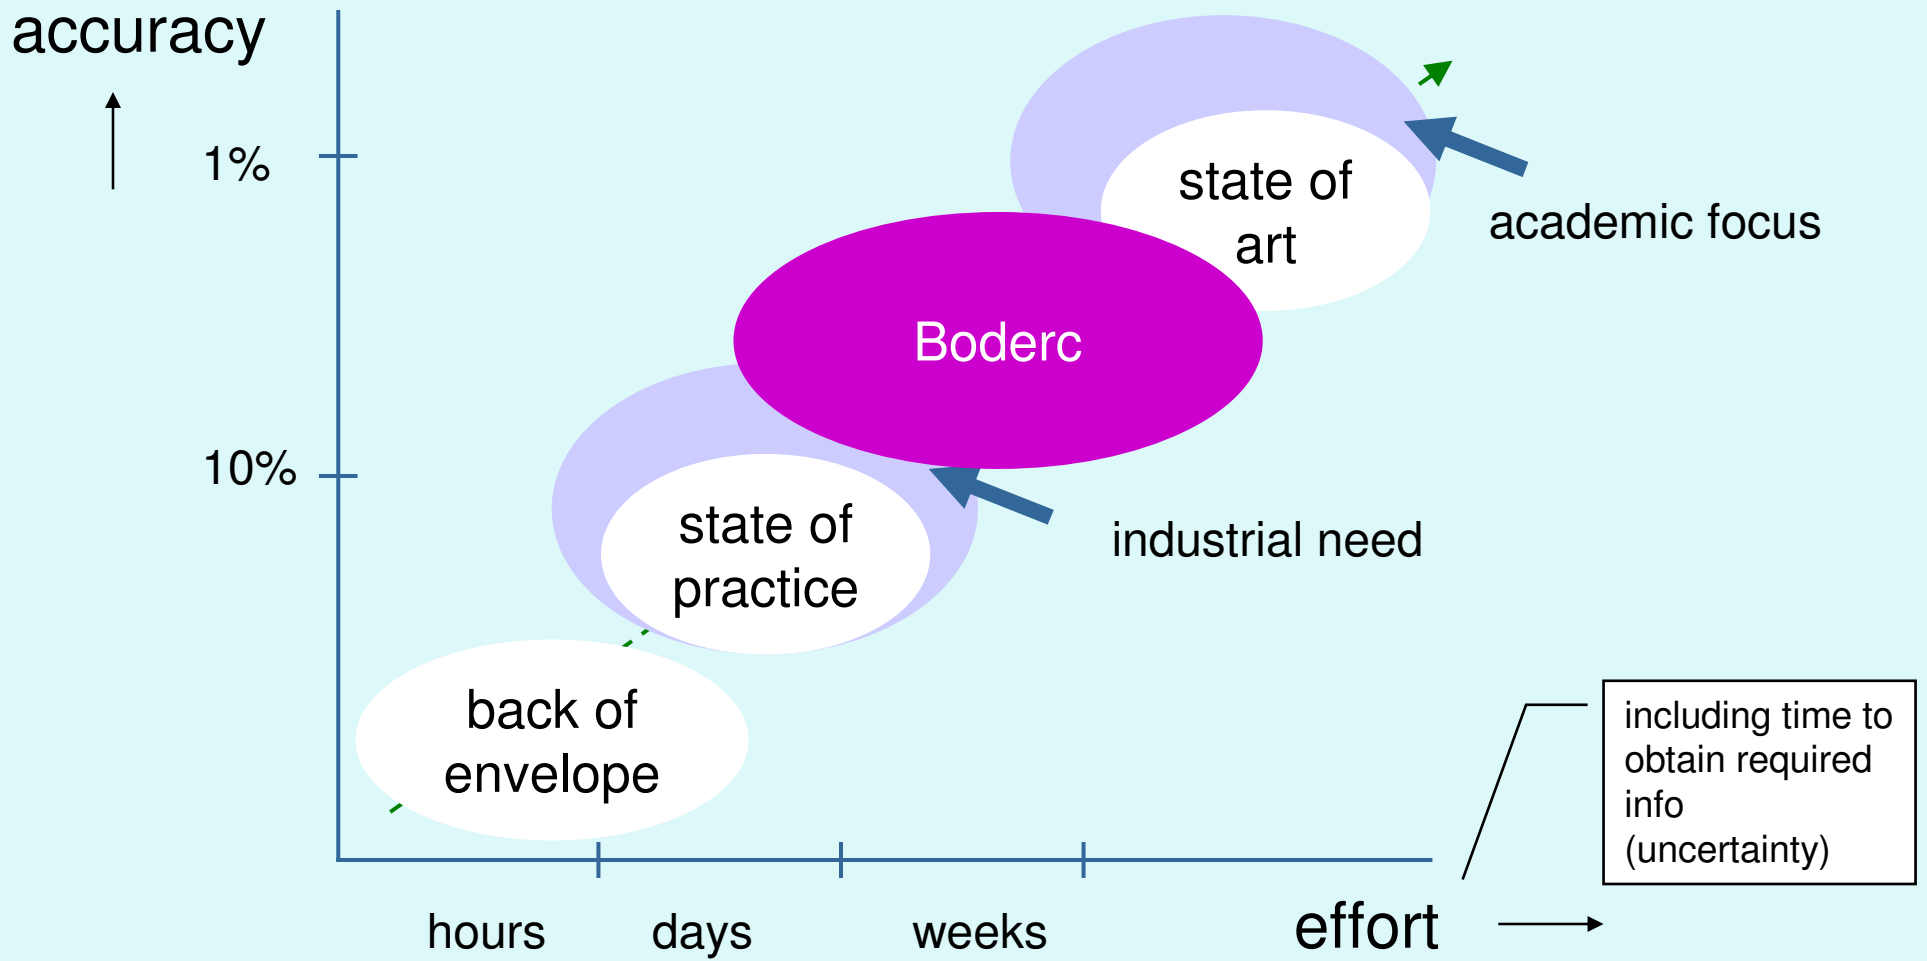 accuracy
1%
state of
art
academic focus
Boderc
10%
state of
practice
industrial need
back of
envelope
including time to
obtain required
info
(uncertainty)
hours
days
weeks
effort